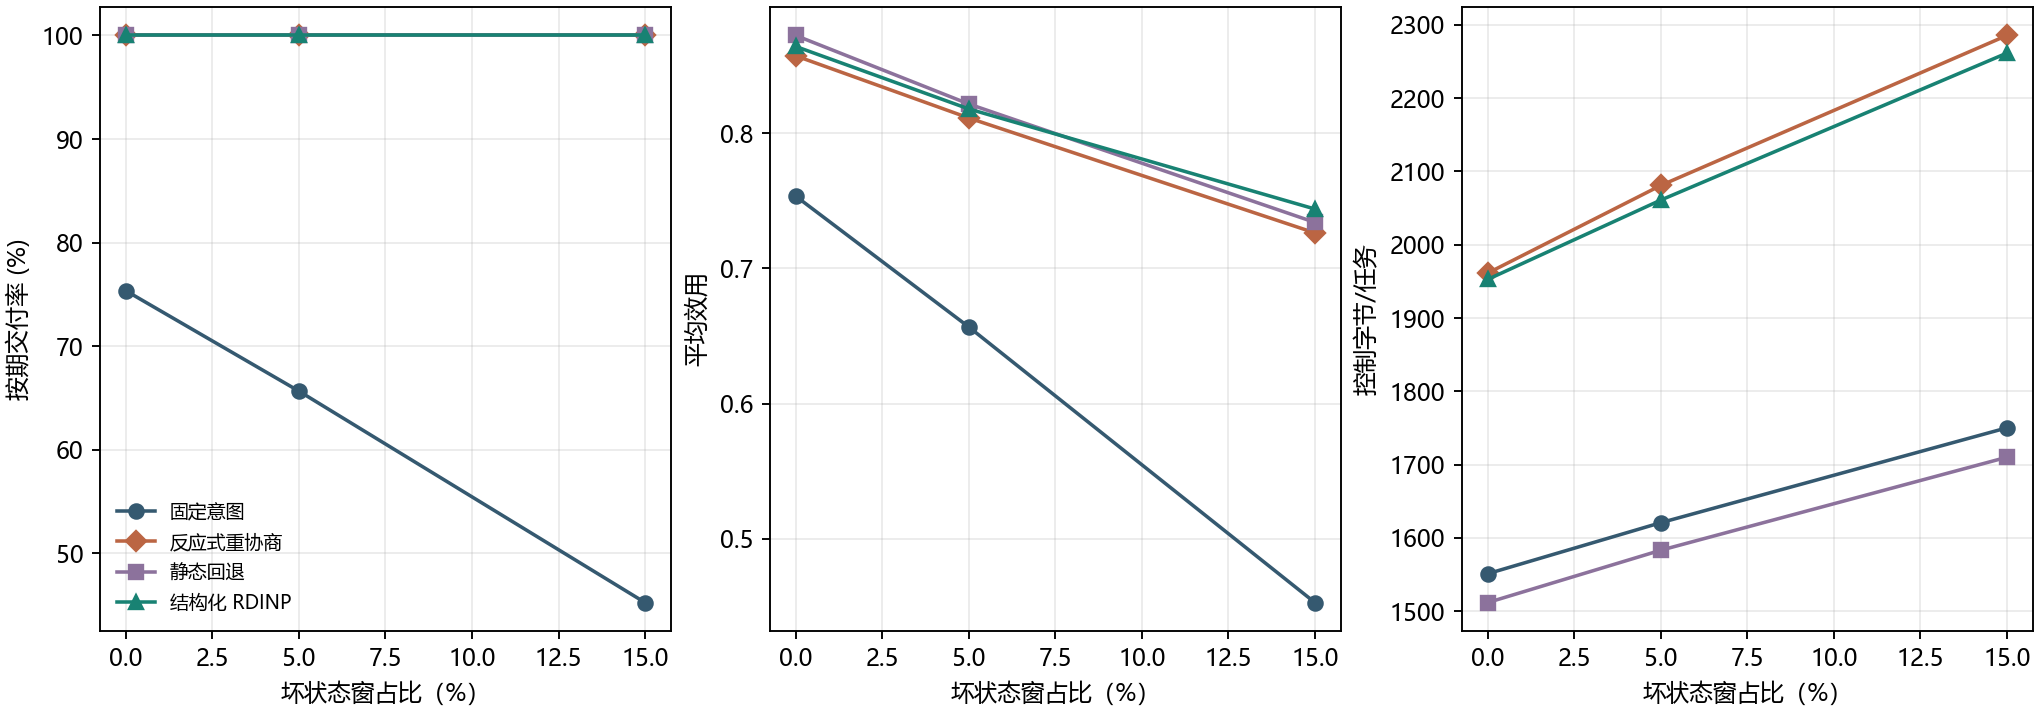 按期交付率 (%)
100
90
80
70
60
50
固定意图
反应式重协商
静态回退
结构化 RDINP
0.0 2.5 5.0 7.5 10.0 12.5 15.0
坏状态窗占比（%）
平均效用
0.8
0.7
0.6
0.5
0.0 2.5 5.0 7.5 10.0 12.5 15.0
坏状态窗占比（%）
控制字节/任务
2300
2200
2100
2000
1900
1800
1700
1600
1500
0.0 2.5 5.0 7.5 10.0 12.5 15.0
坏状态窗占比（%）